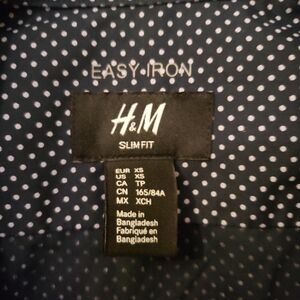 EASY·IRON
H&M
SLIM FIT
EUR XS
US XS
CA TP
CN 165/84A
MX XCH
Made in
Bangladesh
Fabriqué en
Bangladesh